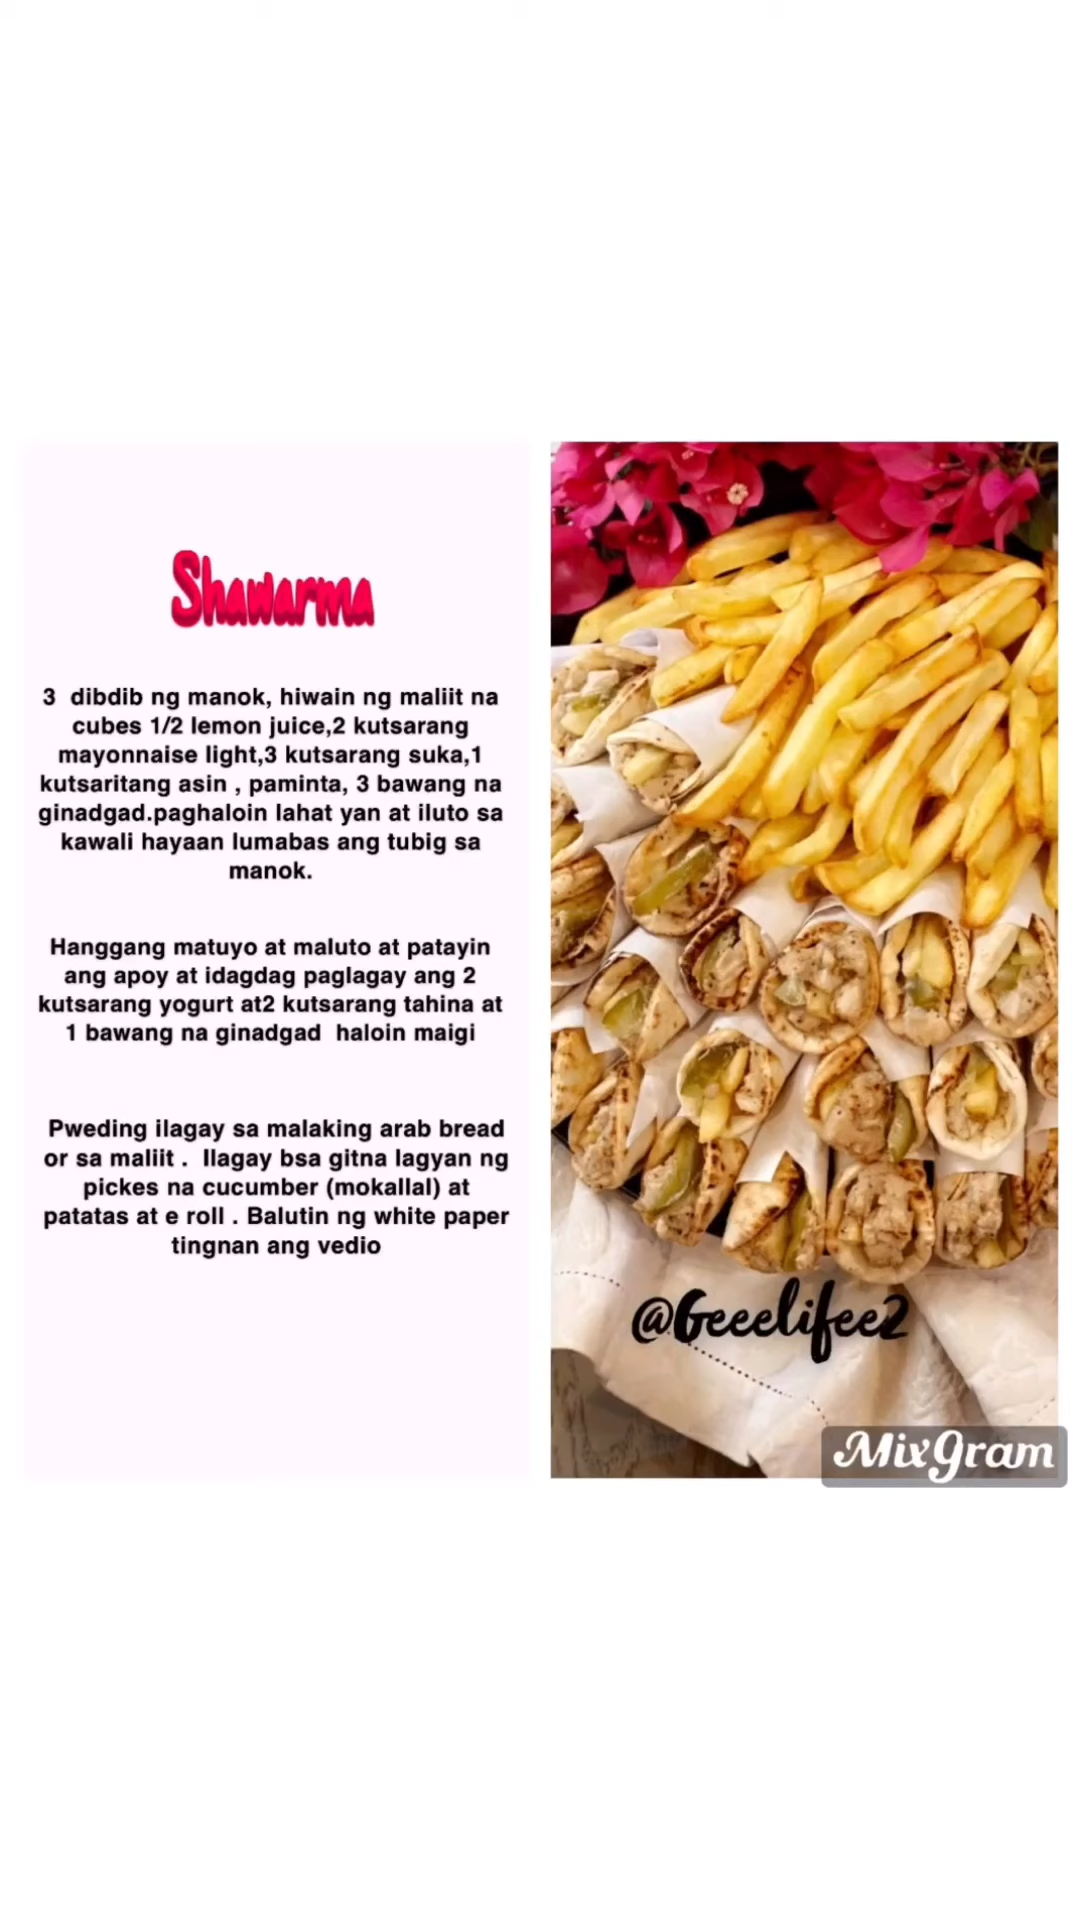 Shawarma
3 dibdib ng manok, hiwain ng maliit na
cubes 1/2 lemon juice,2 kutsarang
mayonnaise light,3 kutsarang suka,1
kutsaritang asin , paminta, 3 bawang na
ginadgad.paghaloin lahat yan at iluto sa
kawali hayaan lumabas ang tubig sa
manok.
Hanggang matuyo at maluto at patayin
ang apoy at idagdag paglagay ang 2
kutsarang yogurt at2 kutsarang tahina at
1 bawang na ginadgad haloin maigi
Pweding ilagay sa malaking arab bread
or sa maliit . Ilagay bsa gitna lagyan ng
pickes na cucumber (mokallal) at
patatas at e roll . Balutin ng white paper
tingnan ang vedio
@Geeelifee2
MixGram